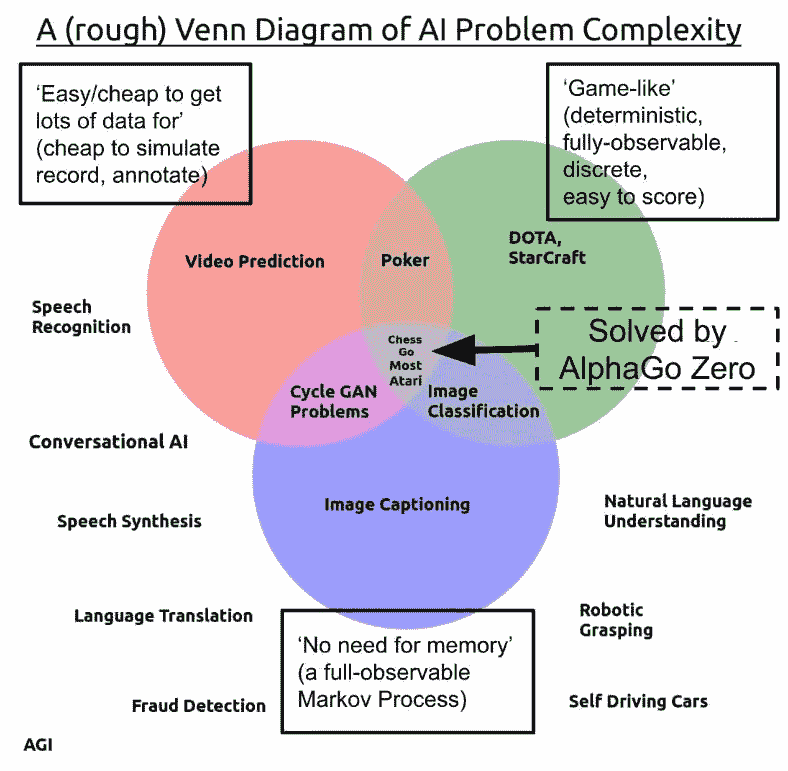 A (rough) Venn Diagram of AI Problem Complexity
‘Easy/cheap to get
lots of data for’
(cheap to simulate
record, annotate)
‘Game-like’
(deterministic,
fully-observable,
discrete,
easy to score)
Video Prediction
Poker
DOTA,
StarCraft
Speech
Recognition
Chess
Go
Most
Atari
Solved by
AlphaGo Zero
Cycle GAN
Problems
Image
Classification
Conversational AI
Image Captioning
Natural Language
Understanding
Speech Synthesis
Language Translation
Robotic
Grasping
‘No need for memory’
(a full-observable
Markov Process)
Fraud Detection
Self Driving Cars
AGI